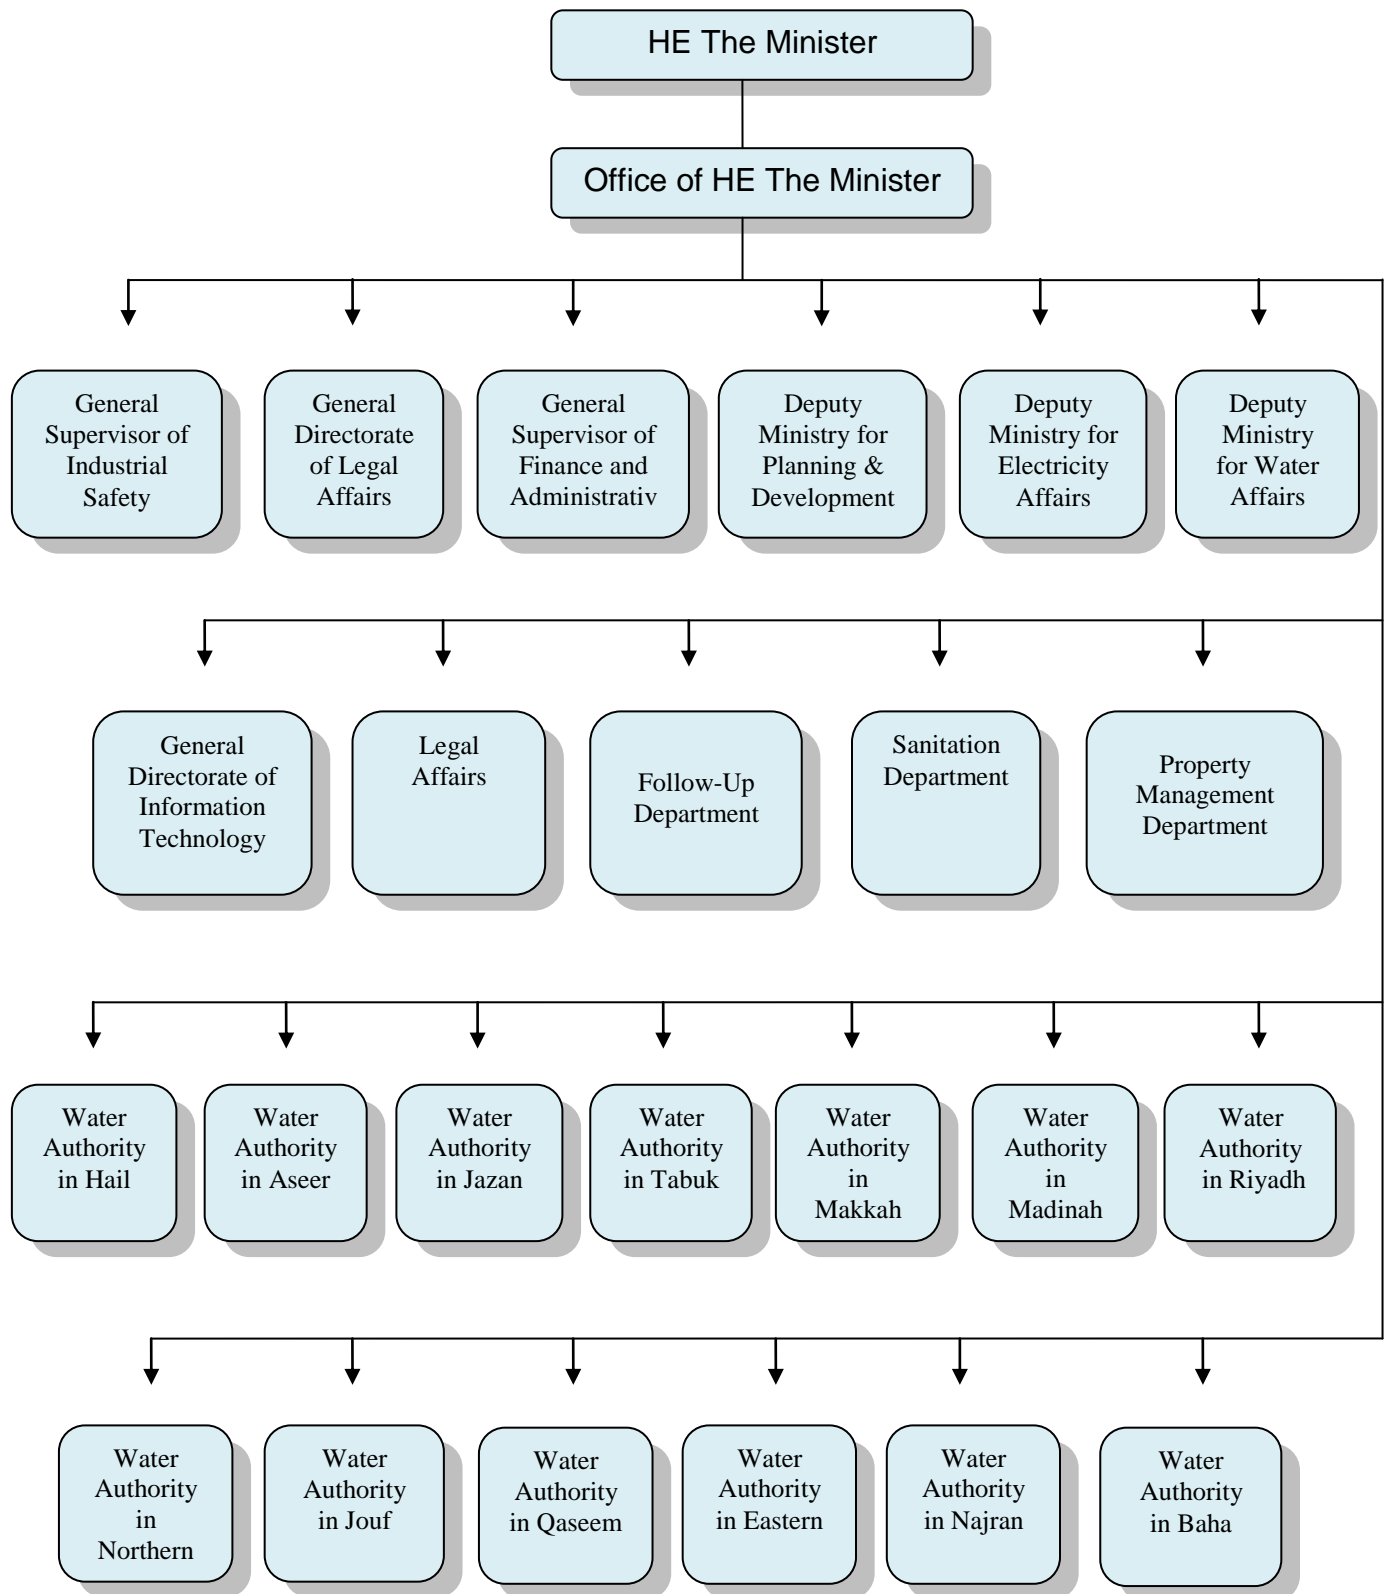 HE The Minister
Office of HE The Minister
General
Supervisor of
Industrial
Safety
General
Directorate
of Legal
Affairs
General
Supervisor of
Finance and
Administrativ
Deputy
Ministry for
Planning &
Development
Deputy
Ministry for
Electricity
Affairs
Deputy
Ministry
for Water
Affairs
General
Directorate of
Information
Technology
Legal
Affairs
Follow-Up
Department
Sanitation
Department
Property
Management
Department
Water
Authority
in Hail
Water
Authority
in Aseer
Water
Authority
in Jazan
Water
Authority
in Tabuk
Water
Authority
in
Makkah
Water
Authority
in
Madinah
Water
Authority
in Riyadh
Water
Authority
in
Northern
Water
Authority
in Jouf
Water
Authority
in Qaseem
Water
Authority
in Eastern
Water
Authority
in Najran
Water
Authority
in Baha